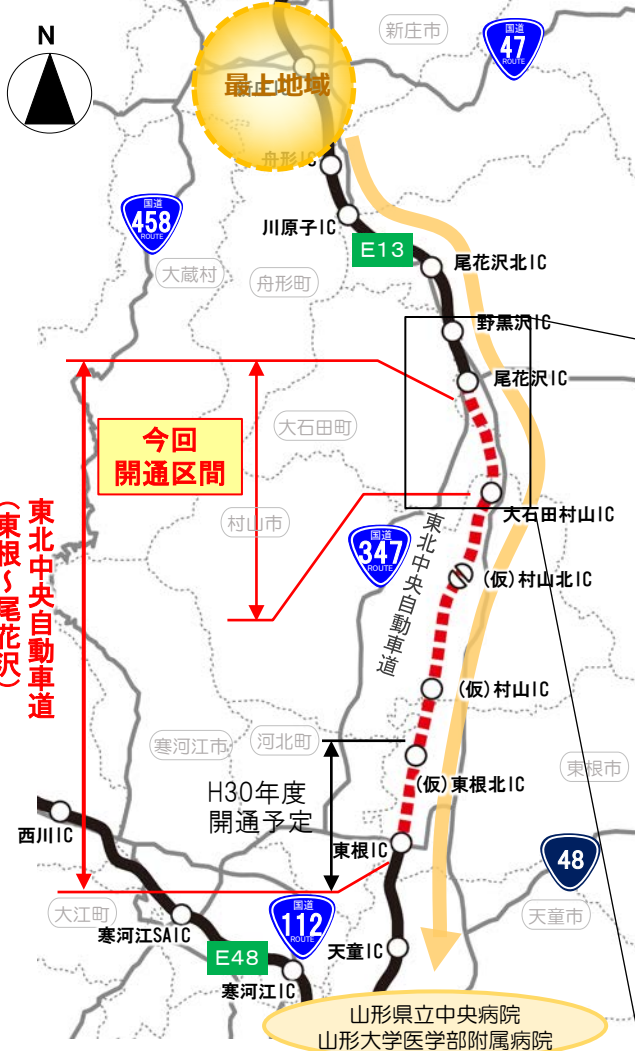 N
新庄市
国道
47
ROUTE
最上地域
舟形IC
国道
458
ROUTE
川原子IC
E13
尾花沢北IC
大蔵村
舟形町
野黒沢IC
尾花沢IC
今回
開通区間
大石田町
大石田村山IC
村山市
国道
347
ROUTE
東北中央自動車道
(仮)村山北IC
東北中央自動車道
(東根~尾花沢)
(仮)村山IC
寒河江市
河北町
(仮)東根北IC
東根市
H30年度
開通予定
西川IC
東根IC
48
大江町
寒河江SAIC
国道
112
ROUTE
天童市
天童IC
E48
寒河江IC
山形県立中央病院
山形大学医学部附属病院